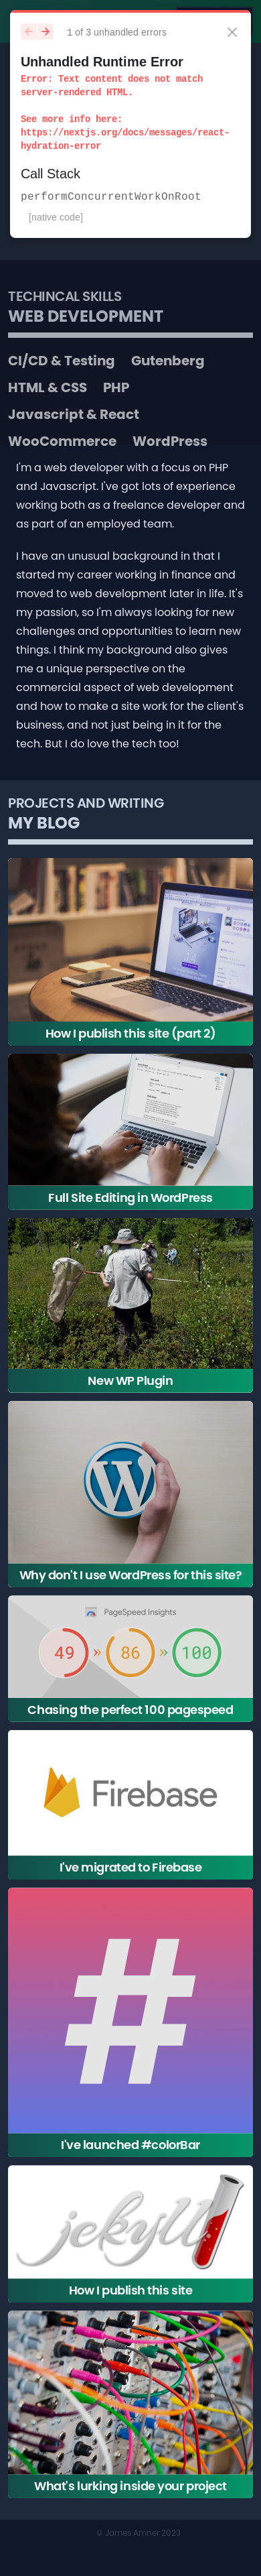 1 of 3 unhandled errors
Unhandled Runtime Error
Error: Text content does not match
server-rendered HTML.
See more info here:
https://nextjs.org/docs/messages/react-
hydration-error
Call Stack
performConcurrentWorkOnRoot
[native code]
TECHINCAL SKILLS
WEB DEVELOPMENT
CI/CD & Testing Gutenberg
HTML & CSS PHP
Javascript & React
WooCommerce WordPress
I'm a web developer with a focus on PHP
and Javascript. I've got lots of experience
working both as a freelance developer and
as part of an employed team.
I have an unusual background in that I
started my career working in finance and
moved to web development later in life. It's
my passion, so I'm always looking for new
challenges and opportunities to learn new
things. I think my background also gives
me a unique perspective on the
commercial aspect of web development
and how to make a site work for the client's
business, and not just being in it for the
tech. But I do love the tech too!
PROJECTS AND WRITING
MY BLOG
How I publish this site (part 2)
Full Site Editing in WordPress
New WP Plugin
Why don't I use WordPress for this site?
PageSpeed Insights
49 » 86 » 100
Chasing the perfect 100 pagespeed
Firebase
I've migrated to Firebase
#
I've launched #colorBar
jekyll
How I publish this site
What's lurking inside your project
© James Amner 2023